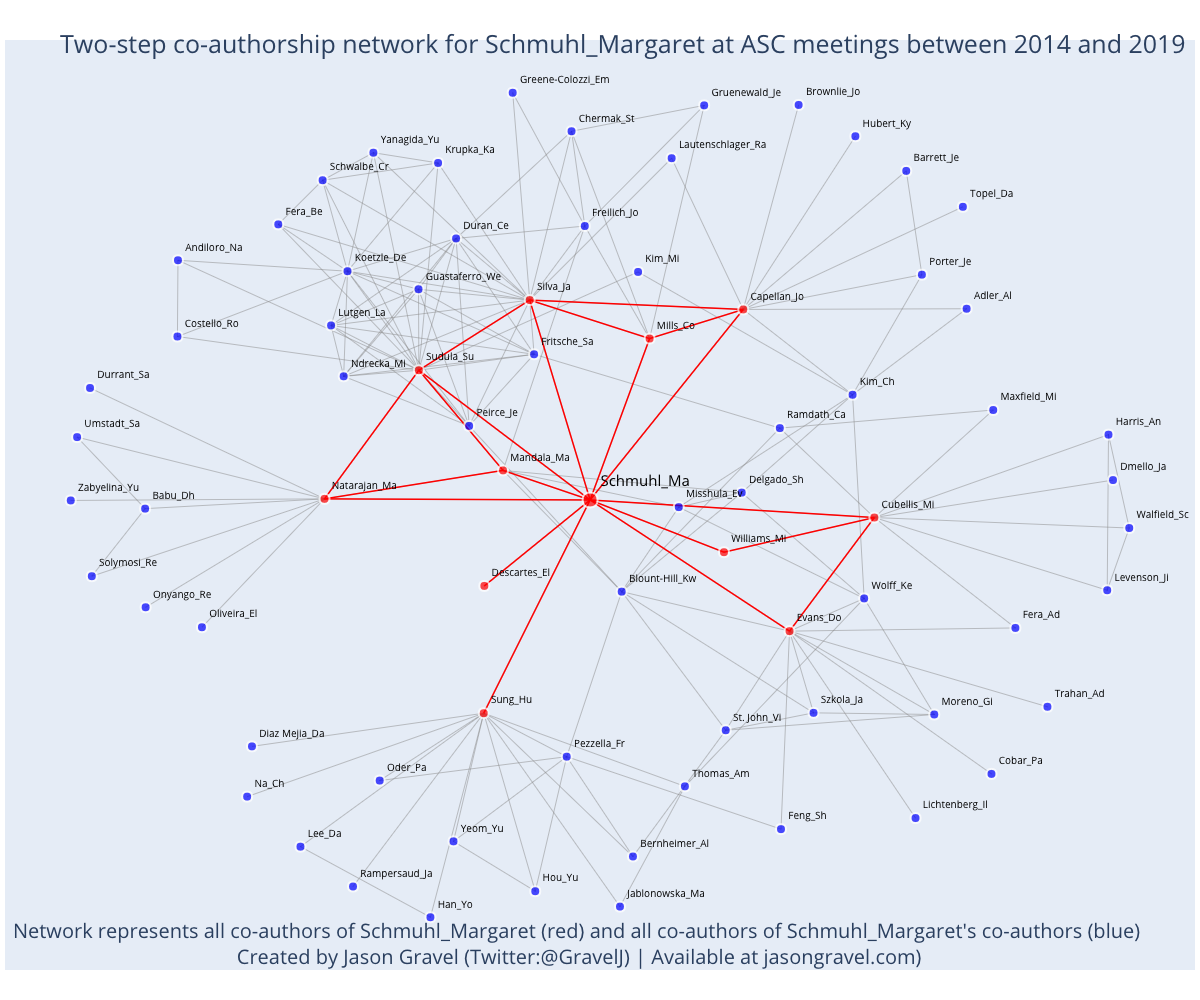 Two-step co-authorship network for Schmuhl_Margaret at ASC meetings between 2014 and 2019
Greene-Colozzi_Em
Gruenewald_Je
Brownlie_Jo
Chermak_St
Hubert_Ky
Yanagida_Yu
Krupka_Ka
Lautenschlager_Ra
Barrett_Je
Schwalbe_Cr
Topel_Da
Fera_Be
Duran_Ce
Freilich_Jo
Andiloro_Na
Koetzle_De
Kim_Mi
Porter_Je
Guastaferro_We
Silva_Ja
Capellan_Jo
Adler_Al
Costello_Ro
Lutgen_La
Mills_Co
Fritsche_Sa
Ndrecka_Mi
Sudula_Su
Durrant_Sa
Kim_Ch
Maxfield_Mi
Umstadt_Sa
Peirce_Je
Ramdath_Ca
Harris_An
Mandala_Ma
Dmello_Ja
Zabyelina_Yu
Babu_Dh
Natarajan_Ma
Schmuhl_Ma
Delgado_Sh
Misshula_Ev
Cubellis_Mi
Walfield_Sc
Williams_Mi
Solymosi_Re
Descartes_El
Blount-Hill_Kw
Wolff_Ke
Levenson_Ji
Onyango_Re
Oliveira_El
Evans_Do
Fera_Ad
Sung_Hu
Szkola_Ja
Moreno_Gi
Trahan_Ad
Diaz Mejia_Da
St. John_Vi
Pezzella_Fr
Na_Ch
Oder_Pa
Thomas_Am
Cobar_Pa
Lee_Da
Yeom_Yu
Feng_Sh
Lichtenberg_Il
Rampersaud_Ja
Bernheimer_Al
Han_Yo
Hou_Yu
Jablonowska_Ma
Network represents all co-authors of Schmuhl_Margaret (red) and all co-authors of Schmuhl_Margaret's co-authors (blue)
Created by Jason Gravel (Twitter:@GravelJ) | Available at jasongravel.com)